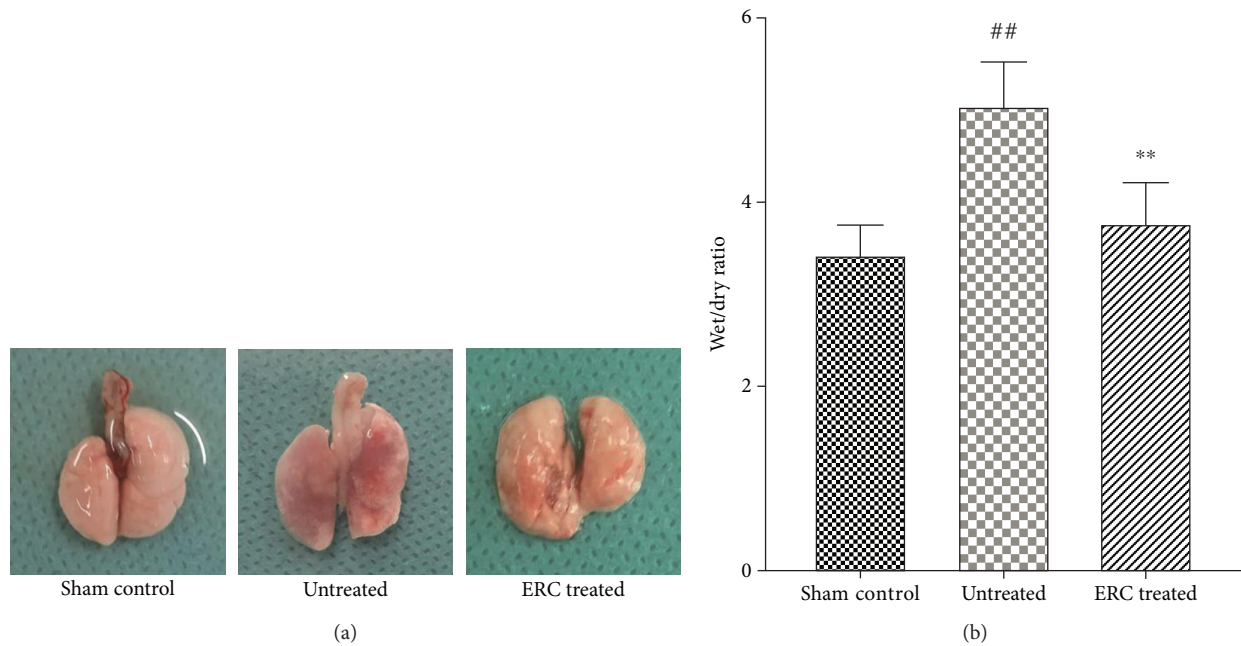 Sham control
Untreated
ERC treated
(a)
6
4
2
0
Wet/dry ratio
##
**
Sham control
Untreated
ERC treated
(b)